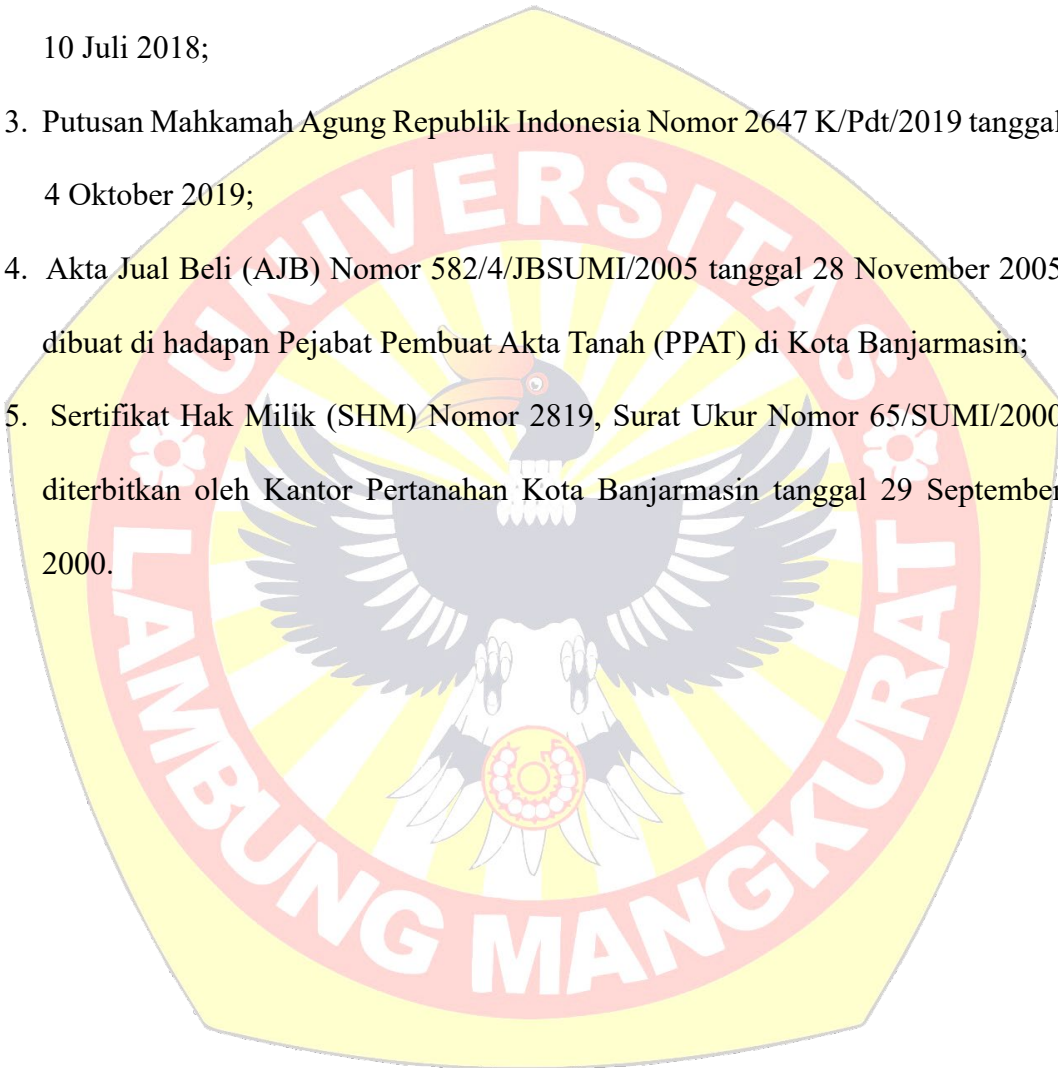 10 Juli 2018;
3. Putusan Mahkamah Agung Republik Indonesia Nomor 2647 K/Pdt/2019 tanggal
4 Oktober 2019;
4. Akta Jual Beli (AJB) Nomor 582/4/JBSUMI/2005 tanggal 28 November 2005
dibuat di hadapan Pejabat Pembuat Akta Tanah (PPAT) di Kota Banjarmasin;
5. Sertifikat Hak Milik (SHM) Nomor 2819, Surat Ukur Nomor 65/SUMI/2000
diterbitkan oleh Kantor Pertanahan Kota Banjarmasin tanggal 29 September
2000.
UNIVERSITAS
LAMBUNG MANGKURAT